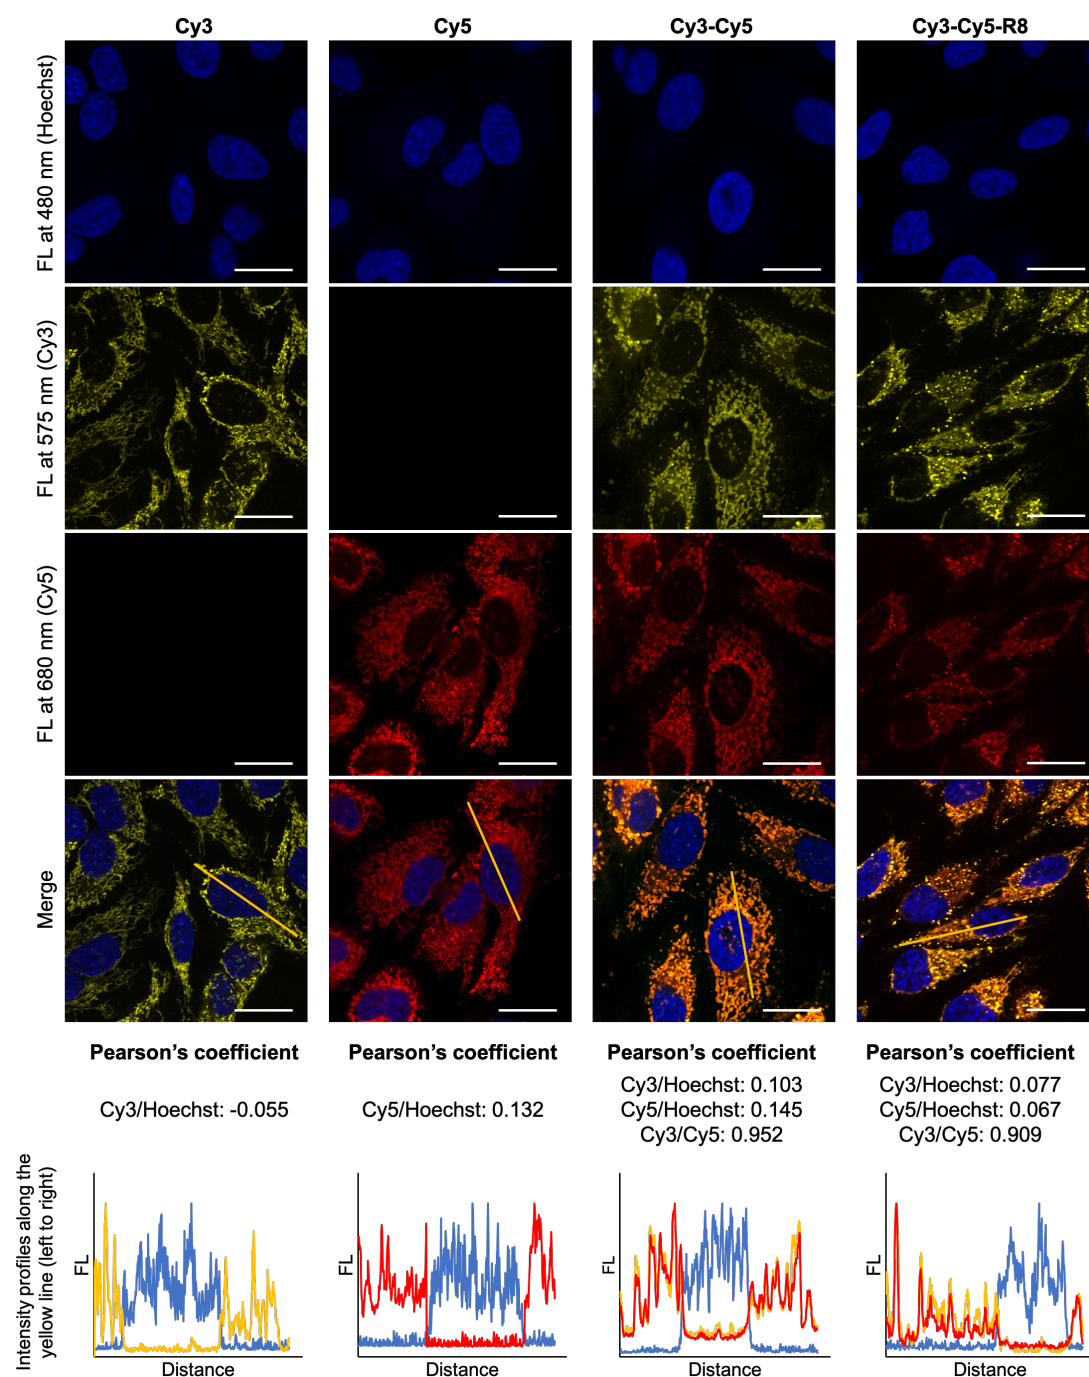 Cy3
Cy5
Cy3-Cy5
Cy3-Cy5-R8
FL at 480 nm (Hoechst)
FL at 575 nm (Cy3)
FL at 680 nm (Cy5)
Merge
Pearson's coefficient
Pearson's coefficient
Pearson's coefficient
Pearson's coefficient
Cy3/Hoechst: -0.055
Cy5/Hoechst: 0.132
Cy3/Hoechst: 0.103
Cy5/Hoechst: 0.145
Cy3/Cy5: 0.952
Cy3/Hoechst: 0.077
Cy5/Hoechst: 0.067
Cy3/Cy5: 0.909
Intensity profiles along the
yellow line (left to right)
FL
Distance
FL
Distance
FL
Distance
FL
Distance